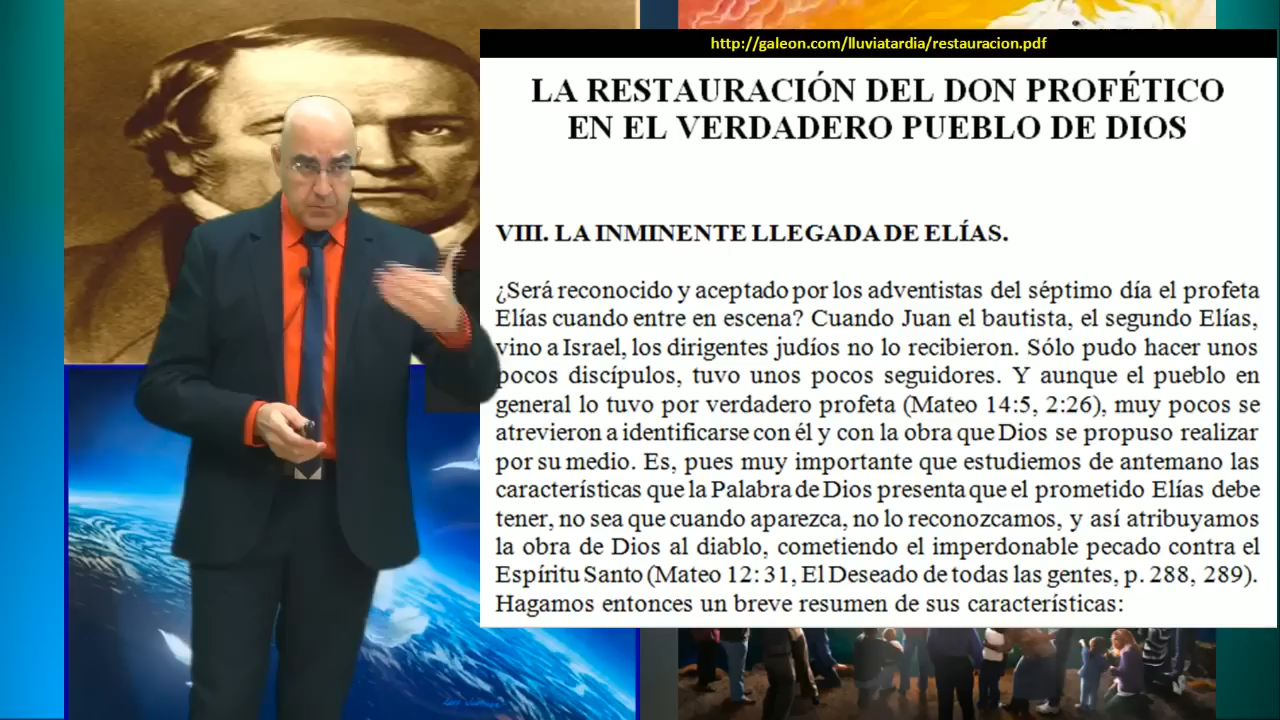 http://galeon.com/lluviatardia/restauracion.pdf
LA RESTAURACIÓN DEL DON PROFÉTICO
EN EL VERDADERO PUEBLO DE DIOS
VIII. LA INMINENTE LLEGADA DE ELÍAS.
¿Será reconocido y aceptado por los adventistas del séptimo día el profeta
Elías cuando entre en escena? Cuando Juan el bautista, el segundo Elías,
vino a Israel, los dirigentes judíos no lo recibieron. Sólo pudo hacer unos
pocos discípulos, tuvo unos pocos seguidores. Y aunque el pueblo en
general lo tuvo por verdadero profeta (Mateo 14:5, 2:26), muy pocos se
atrevieron a identificarse con él y con la obra que Dios se propuso realizar
por su medio. Es, pues muy importante que estudiemos de antemano las
características que la Palabra de Dios presenta que el prometido Elías debe
tener, no sea que cuando aparezca, no lo reconozcamos, y así atribuyamos
la obra de Dios al diablo, cometiendo el imperdonable pecado contra el
Espíritu Santo (Mateo 12: 31, El Deseado de todas las gentes, p. 288, 289).
Hagamos entonces un breve resumen de sus características: